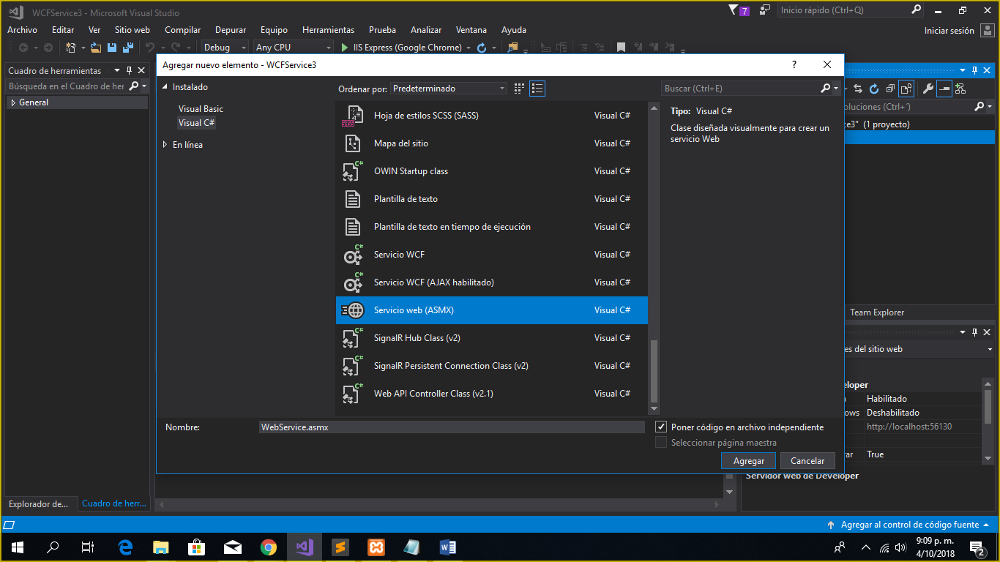 WCFService3 - Microsoft Visual Studio
7
Inicio rápido (Ctrl+Q)
Archivo Editar Ver Sitio web Compilar Depurar Equipo Herramientas Prueba Analizar Ventana Ayuda
Iniciar sesión
Debug Any CPU IIS Express (Google Chrome)
Cuadro de herramientas
Búsqueda en el Cuadro de her
General
Agregar nuevo elemento - WCFService3
?
Instalado
Visual Basic
Visual C#
En línea
Ordenar por: Predeterminado
Buscar (Ctrl+E)
Hoja de estilos SCSS (SASS) Visual C#
Mapa del sitio Visual C#
OWIN Startup class Visual C#
Plantilla de texto Visual C#
Plantilla de texto en tiempo de ejecución Visual C#
Servicio WCF Visual C#
Servicio WCF (AJAX habilitado) Visual C#
Servicio web (ASMX) Visual C#
SignalR Hub Class (v2) Visual C#
SignalR Persistent Connection Class (v2) Visual C#
Web API Controller Class (v2.1) Visual C#
Tipo: Visual C#
Clase diseñada visualmente para crear un
servicio Web
Nombre: WebService.asmx
Poner código en archivo independiente
Seleccionar página maestra
Agregar Cancelar
oluciones (Ctrl+´)
ce3" (1 proyecto)
Team Explorer
es del sitio web
eloper
Habilitado
ows Deshabilitado
http://localhost:56130
rar True
Servidor web de Developer
Explorador de... Cuadro de herr...
Agregar al control de código fuente
9:09 p. m.
4/10/2018
2